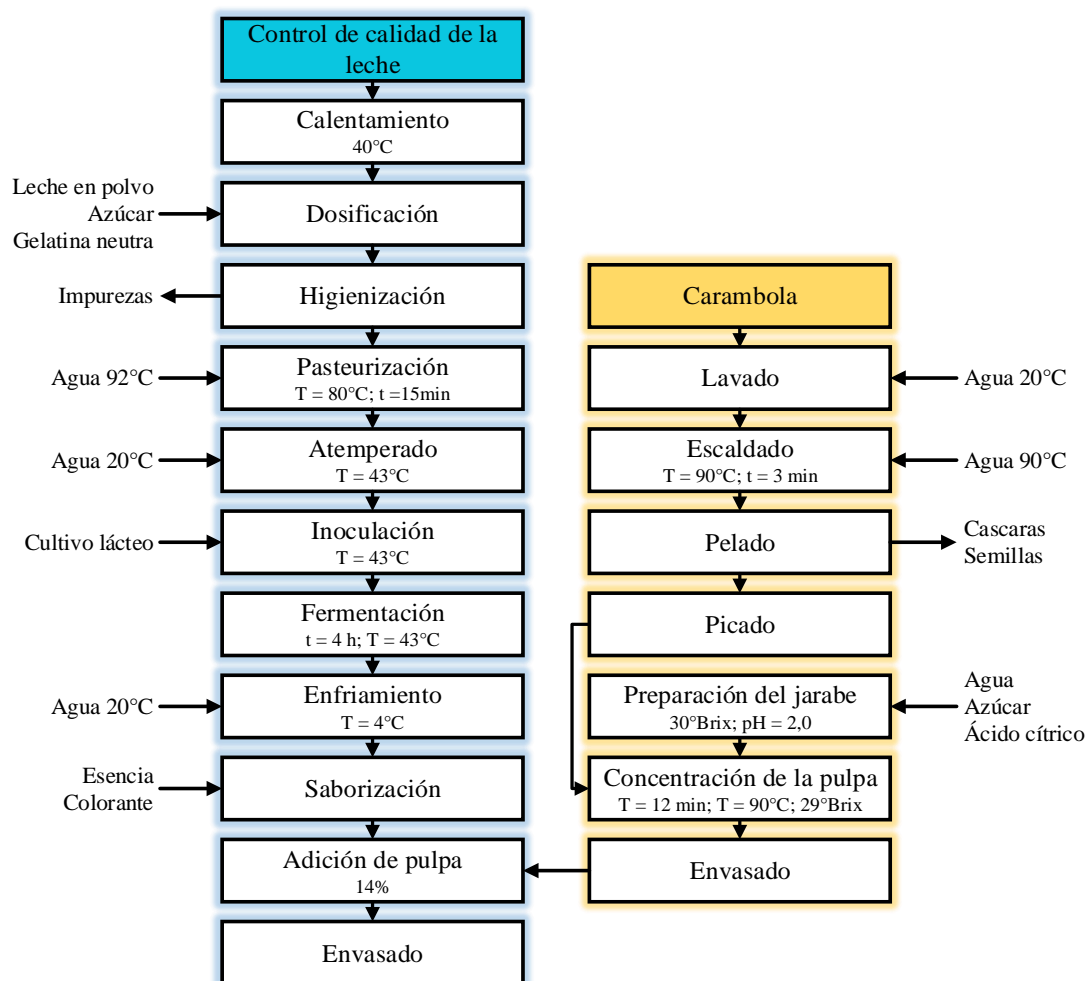 Control de calidad de la
leche
Calentamiento
40°C
Leche en polvo
Azúcar
Gelatina neutra
Dosificación
Impurezas
Higienización
Agua 92°C
Pasteurización
T = 80°C; t =15min
Agua 20°C
Atemperado
T = 43°C
Cultivo lácteo
Inoculación
T = 43°C
Fermentación
t = 4 h; T = 43°C
Agua 20°C
Enfriamiento
T = 4°C
Esencia
Colorante
Saborización
Adición de pulpa
14%
Envasado
Carambola
Lavado
Agua 20°C
Escaldado
T = 90°C; t = 3 min
Agua 90°C
Pelado
Cascaras
Semillas
Picado
Preparación del jarabe
30°Brix; pH = 2,0
Agua
Azúcar
Ácido cítrico
Concentración de la pulpa
T = 12 min; T = 90°C; 29°Brix
Envasado